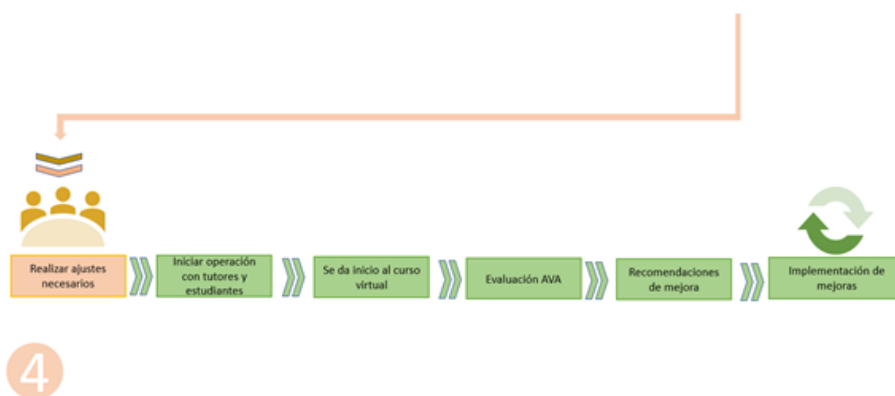 Realizar ajustes
necesarios
Iniciar operación
con tutores y
estudiantes
Se da inicio al curso
virtual
Evaluación AVA
Recomendaciones
de mejora
Implementación de
mejoras
4